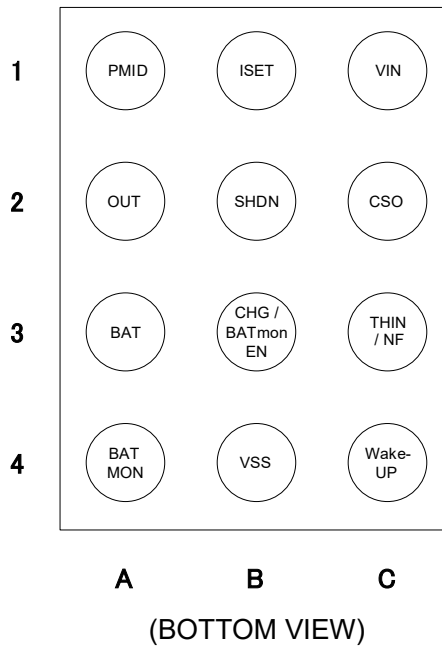 1 PMID ISET VIN
2 OUT SHDN CSO
3 BAT CHG / BATmon EN THIN / NF
4 BAT MON VSS Wake-UP
A B C
(BOTTOM VIEW)